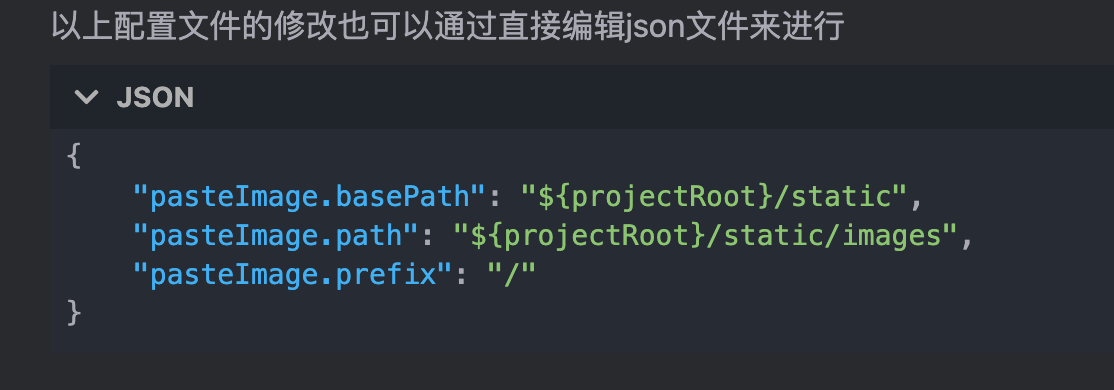 以上配置文件的修改也可以通过直接编辑json文件来进行
JSON
{
    "pasteImage.basePath": "${projectRoot}/static",
    "pasteImage.path": "${projectRoot}/static/images",
    "pasteImage.prefix": "/"
}